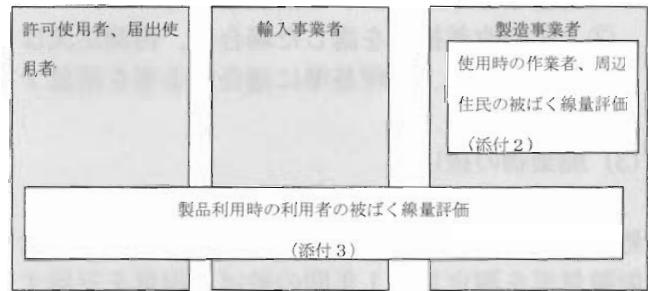 許可使用者、届出使
用者
輸入事業者
製造事業者
使用時の作業者、周辺
住民の被ばく線量評価
（添付２）
製品利用時の利用者の被ばく線量評価
（添付３）